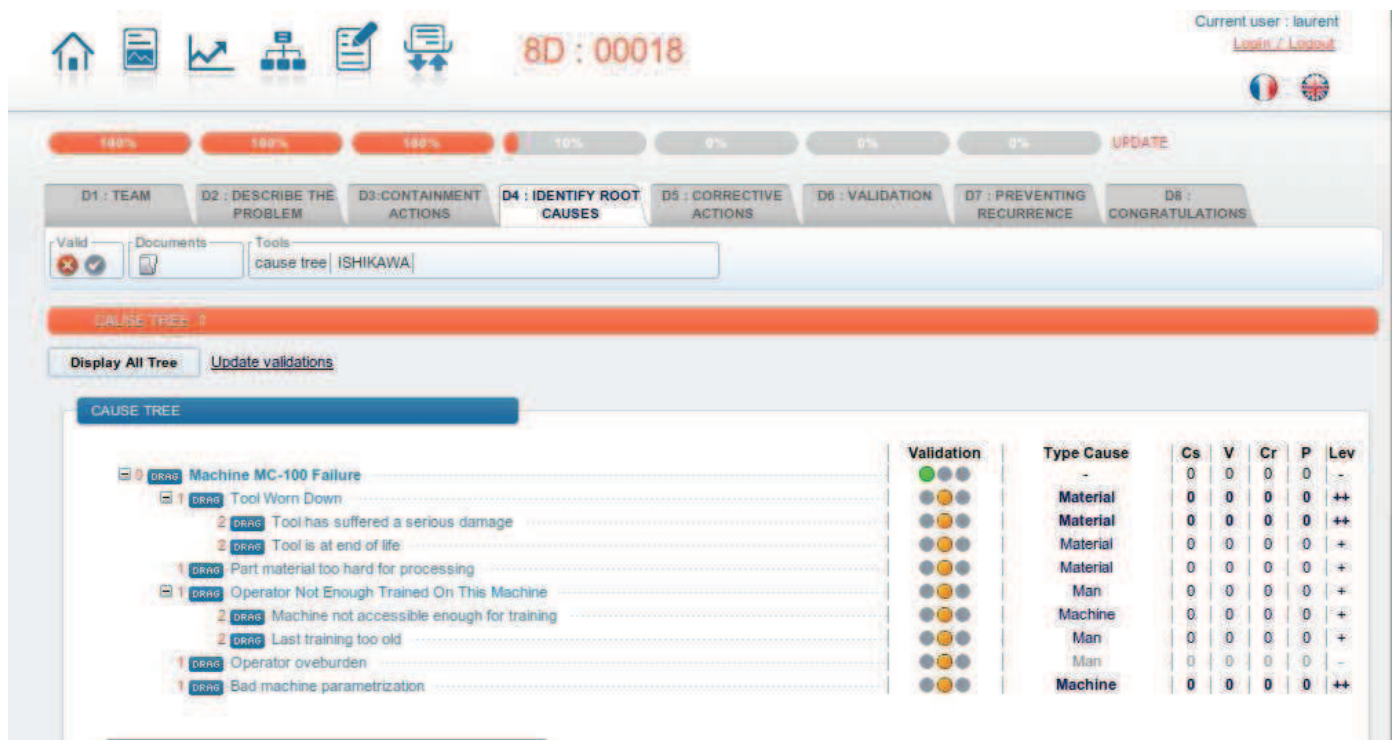 Current user : laurent
Login / Logout
8D : 00018
100% 100% 100% 10% 0% 0% 0% UPDATE
D1 : TEAM D2 : DESCRIBE THE PROBLEM D3:CONTAINMENT ACTIONS D4 : IDENTIFY ROOT CAUSES D5 : CORRECTIVE ACTIONS D6 : VALIDATION D7 : PREVENTING RECURRENCE D8 : CONGRATULATIONS
Valid Documents Tools
cause tree ISHIKAWA
CAUSE TREE
Display All Tree Update validations
CAUSE TREE
Validation Type Cause Cs V Cr P Lev
0 DRAG Machine MC-100 Failure - 0 0 0 0 -
1 DRAG Tool Worn Down Material 0 0 0 0 ++
2 DRAG Tool has suffered a serious damage Material 0 0 0 0 ++
2 DRAG Tool is at end of life Material 0 0 0 0 +
1 DRAG Part material too hard for processing Material 0 0 0 0 +
1 DRAG Operator Not Enough Trained On This Machine Man 0 0 0 0 +
2 DRAG Machine not accessible enough for training Machine 0 0 0 0 +
2 DRAG Last training too old Man 0 0 0 0 +
1 DRAG Operator oveburden Man 0 0 0 0 -
1 DRAG Bad machine parametrization Machine 0 0 0 0 ++